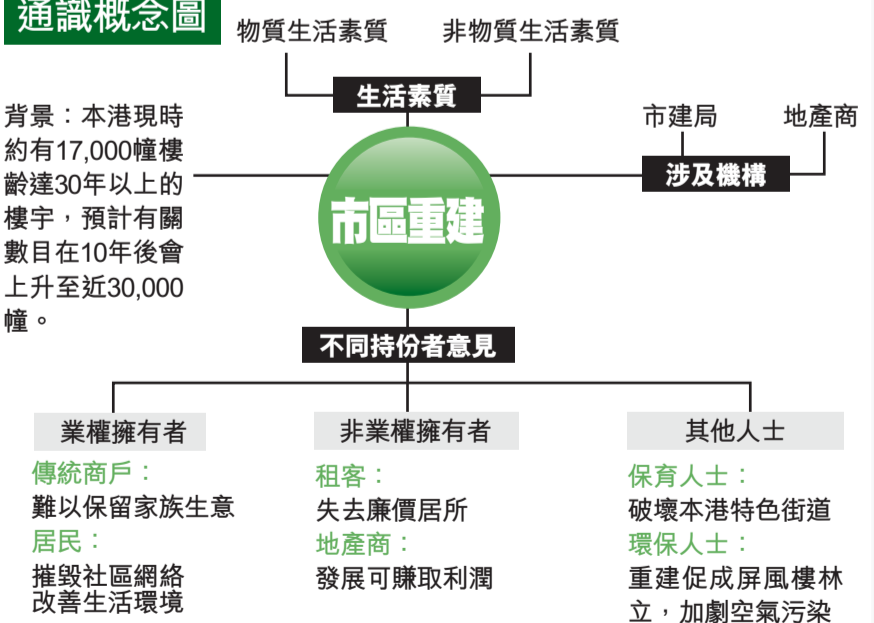 通識概念圖
物質生活素質
非物質生活素質
生活素質
背景：本港現時
約有17,000幢樓
齡達30年以上的
樓宇，預計有關
數目在10年後會
上升至近30,000
幢。
市建局
地產商
涉及機構
市區重建
不同持份者意見
業權擁有者
傳統商戶：
難以保留家族生意
居民：
摧毀社區網絡
改善生活環境
非業權擁有者
租客：
失去廉價居所
地產商：
發展可賺取利潤
其他人士
保育人士：
破壞本港特色街道
環保人士：
重建促成屏風樓林
立，加劇空氣污染